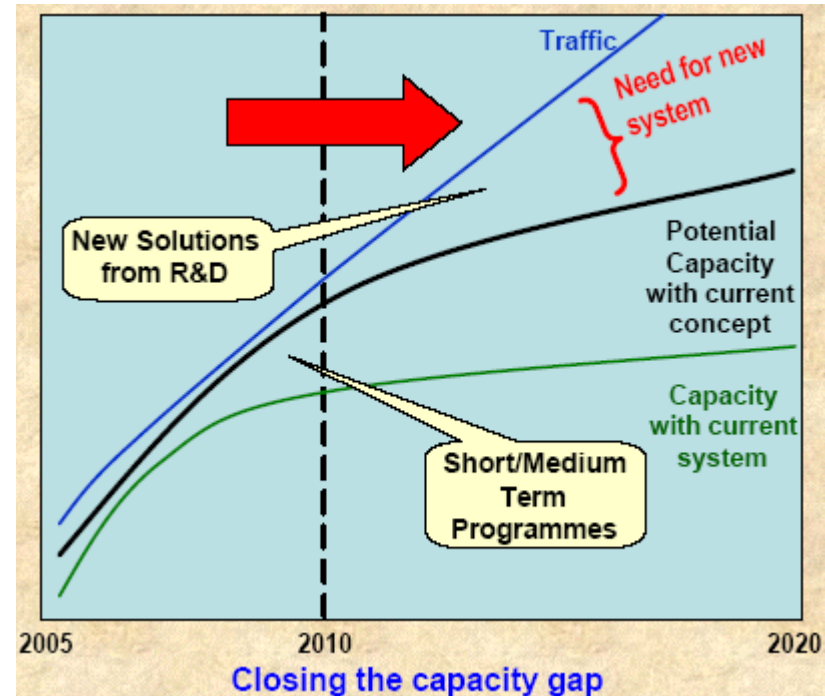 Traffic
Need for new
system
New Solutions
from R&D
Potential
Capacity
with current
concept
Capacity
with current
system
Short/Medium
Term
Programmes
2005
2010
2020
Closing the capacity gap